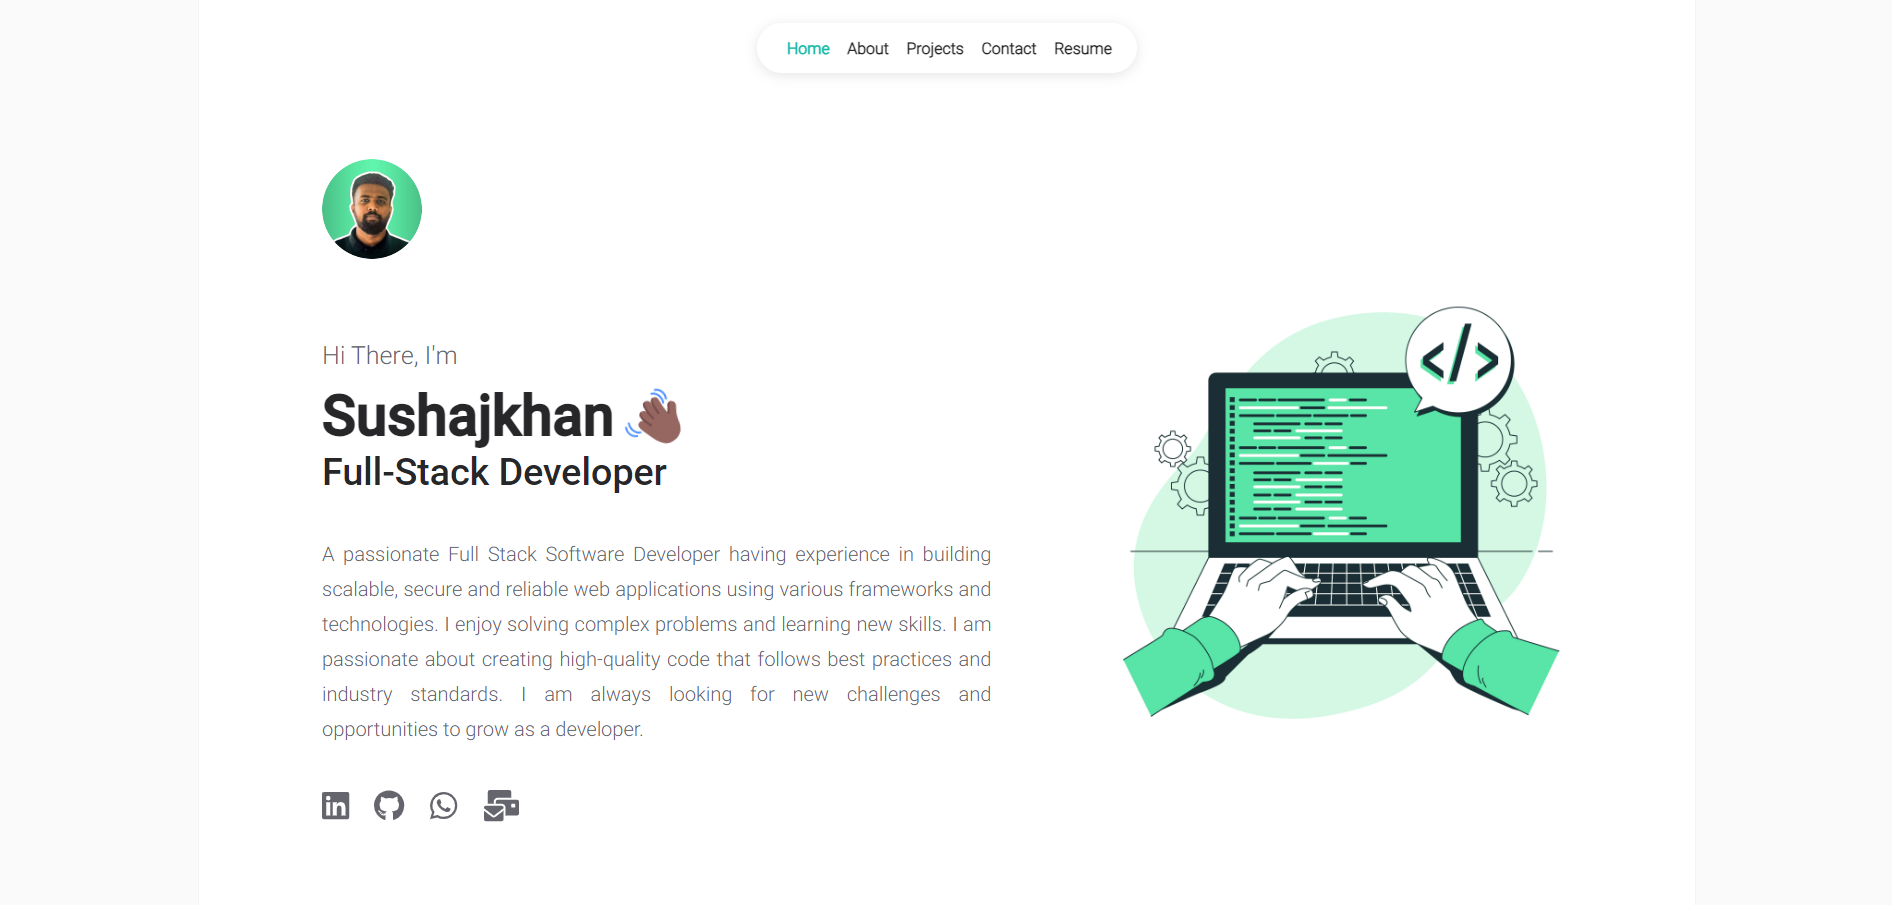 Home About Projects Contact Resume
Hi There, I'm
Sushajkhan
Full-Stack Developer
A passionate Full Stack Software Developer having experience in building
scalable, secure and reliable web applications using various frameworks and
technologies. I enjoy solving complex problems and learning new skills. I am
passionate about creating high-quality code that follows best practices and
industry standards. I am always looking for new challenges and
opportunities to grow as a developer.